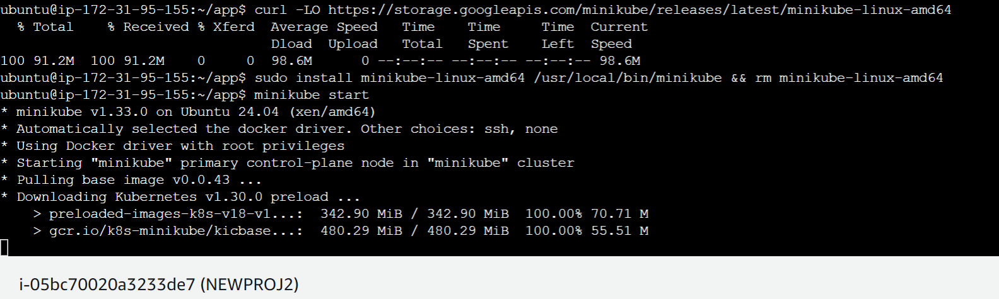 ubuntu@ip-172-31-95-155:~/app$ curl -LO https://storage.googleapis.com/minikube/releases/latest/minikube-linux-amd64
  % Total    % Received % Xferd  Average Speed   Time    Time     Time  Current
                                 Dload  Upload   Total   Spent    Left  Speed
100 91.2M  100 91.2M    0     0  98.6M      0 --:--:-- --:--:-- --:--:-- 98.6M
ubuntu@ip-172-31-95-155:~/app$ sudo install minikube-linux-amd64 /usr/local/bin/minikube && rm minikube-linux-amd64
ubuntu@ip-172-31-95-155:~/app$ minikube start
* minikube v1.33.0 on Ubuntu 24.04 (xen/amd64)
* Automatically selected the docker driver. Other choices: ssh, none
* Using Docker driver with root privileges
* Starting "minikube" primary control-plane node in "minikube" cluster
* Pulling base image v0.0.43 ...
* Downloading Kubernetes v1.30.0 preload ...
    > preloaded-images-k8s-v18-v1...:  342.90 MiB / 342.90 MiB  100.00% 70.71 M
    > gcr.io/k8s-minikube/kicbase...:  480.29 MiB / 480.29 MiB  100.00% 55.51 M
i-05bc70020a3233de7 (NEWPROJ2)